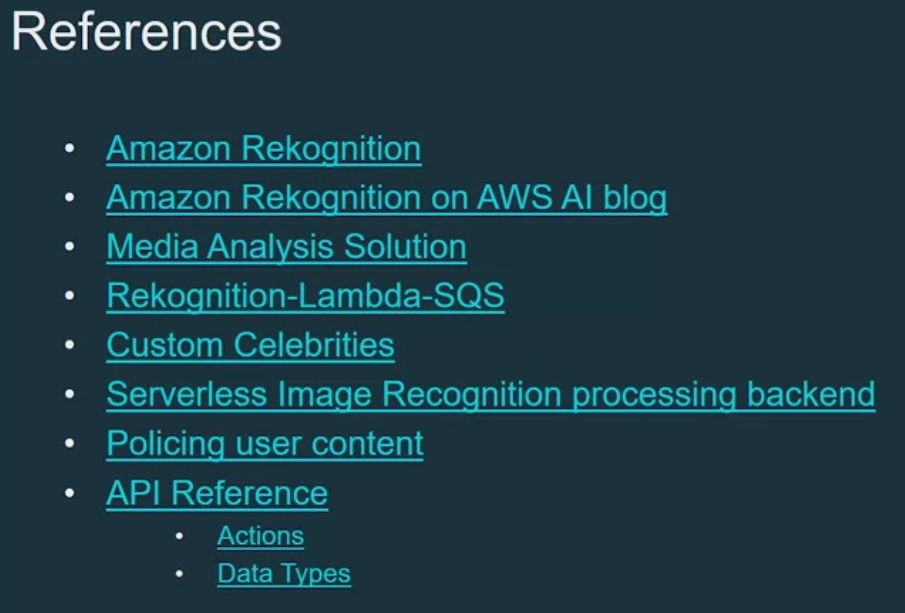 References
• Amazon Rekognition
• Amazon Rekognition on AWS AI blog
• Media Analysis Solution
• Rekognition-Lambda-SQS
• Custom Celebrities
• Serverless Image Recognition processing backend
• Policing user content
• API Reference
• Actions
• Data Types